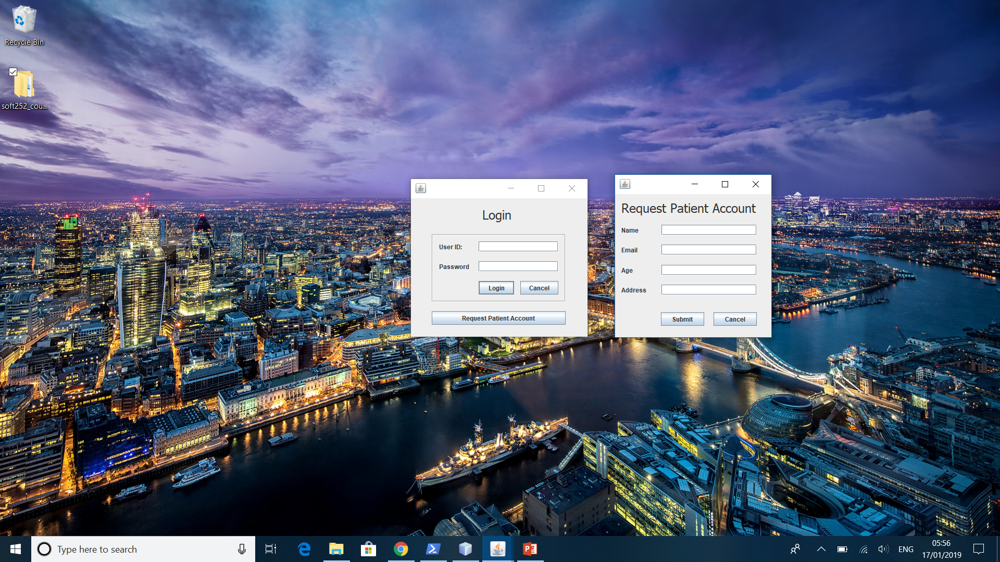 Recycle Bin
soft252_cou...
Login
User ID:
Password
Login Cancel
Request Patient Account
Request Patient Account
Name
Email
Age
Address
Submit Cancel
Type here to search
ENG
05:56
17/01/2019